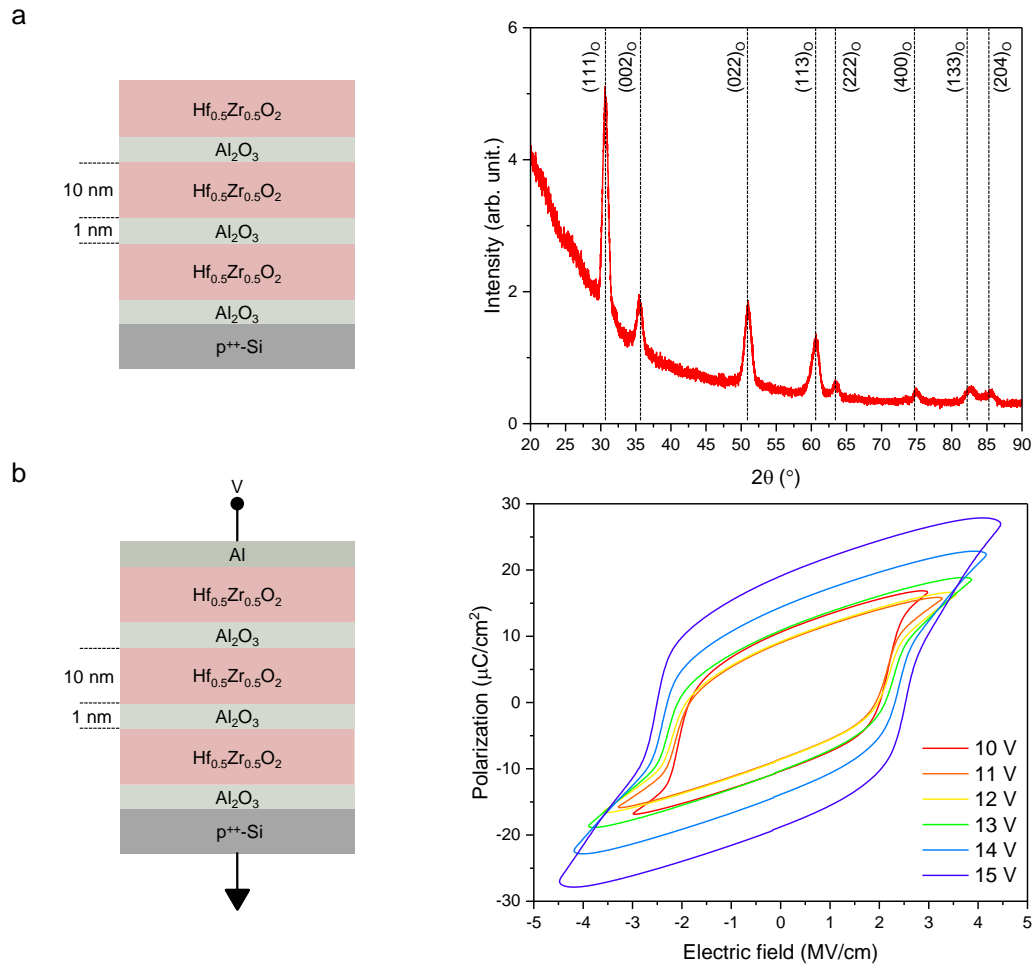 a
Hf0.5Zr0.5O2
Al2O3
10 nm
Hf0.5Zr0.5O2
1 nm
Al2O3
Hf0.5Zr0.5O2
Al2O3
p++-Si
6
4
2
0
Intensity (arb. unit.)
(111)O
(002)O
(022)O
(113)O
(222)O
(400)O
(133)O
(204)O
20 25 30 35 40 45 50 55 60 65 70 75 80 85 90
2θ (°)
b
V
Al
Hf0.5Zr0.5O2
Al2O3
10 nm
Hf0.5Zr0.5O2
1 nm
Al2O3
Hf0.5Zr0.5O2
Al2O3
p++-Si
30
20
10
0
-10
-20
-30
Polarization (μC/cm2)
10 V
11 V
12 V
13 V
14 V
15 V
-5 -4 -3 -2 -1 0 1 2 3 4 5
Electric field (MV/cm)